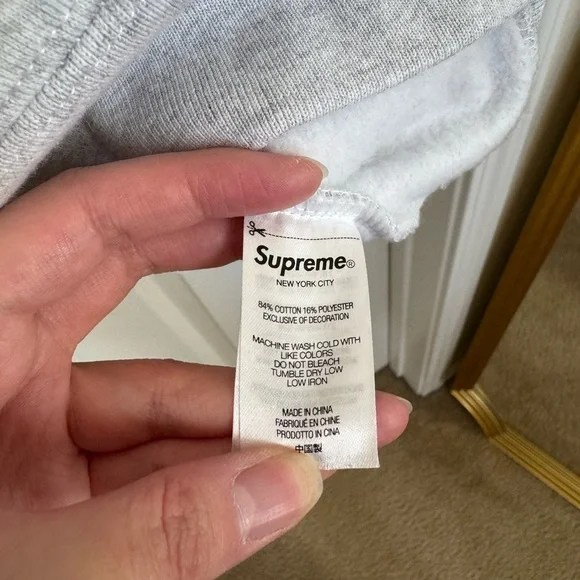 Supreme®
NEW YORK CITY
84% COTTON 16% POLYESTER
EXCLUSIVE OF DECORATION
MACHINE WASH COLD WITH
LIKE COLORS
DO NOT BLEACH
TUMBLE DRY LOW
LOW IRON
MADE IN CHINA
FABRIQUÉ EN CHINE
PRODOTTO IN CINA
中国製